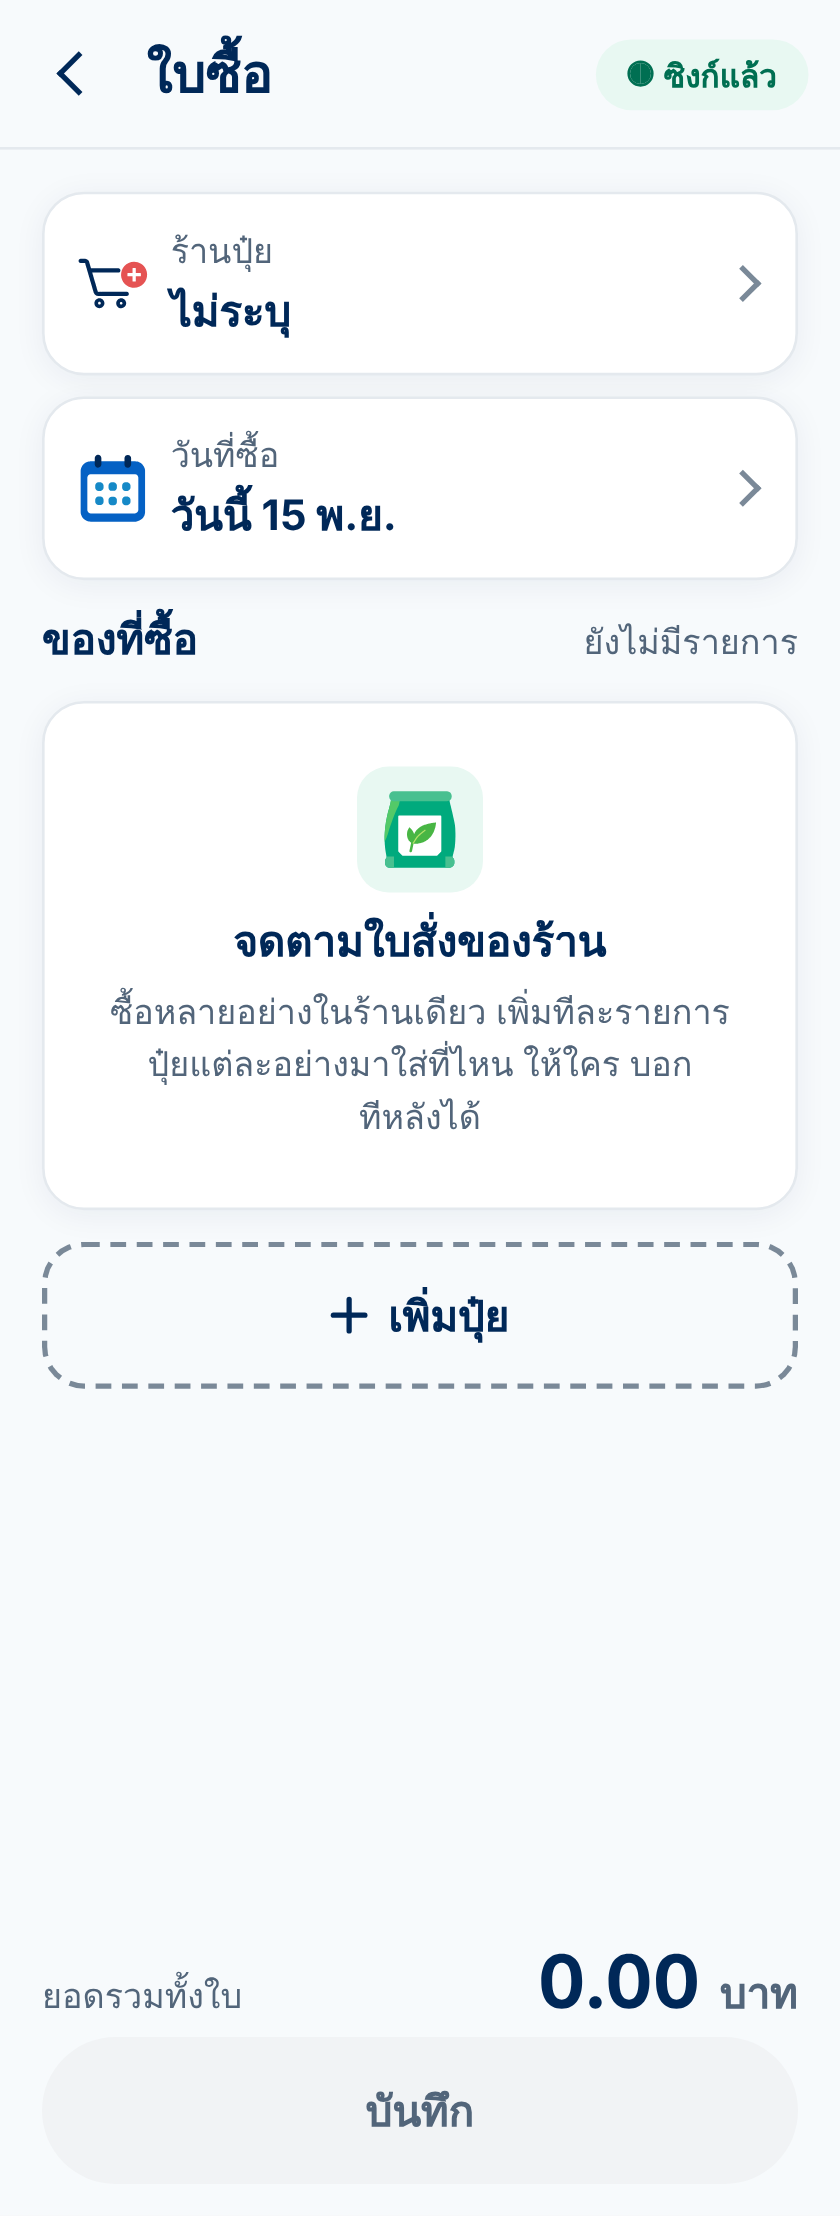 ใบซื้อ
ซิงก์แล้ว
ร้านปุ๋ย
ไม่ระบุ
วันที่ซื้อ
วันนี้ 15 พ.ย.
ของที่ซื้อ
ยังไม่มีรายการ
จดตามใบสั่งของร้าน
ซื้อหลายอย่างในร้านเดียว เพิ่มทีละรายการ
ปุ๋ยแต่ละอย่างมาใส่ที่ไหน ให้ใคร บอก
ทีหลังได้
เพิ่มปุ๋ย
ยอดรวมทั้งใบ
0.00 บาท
บันทึก